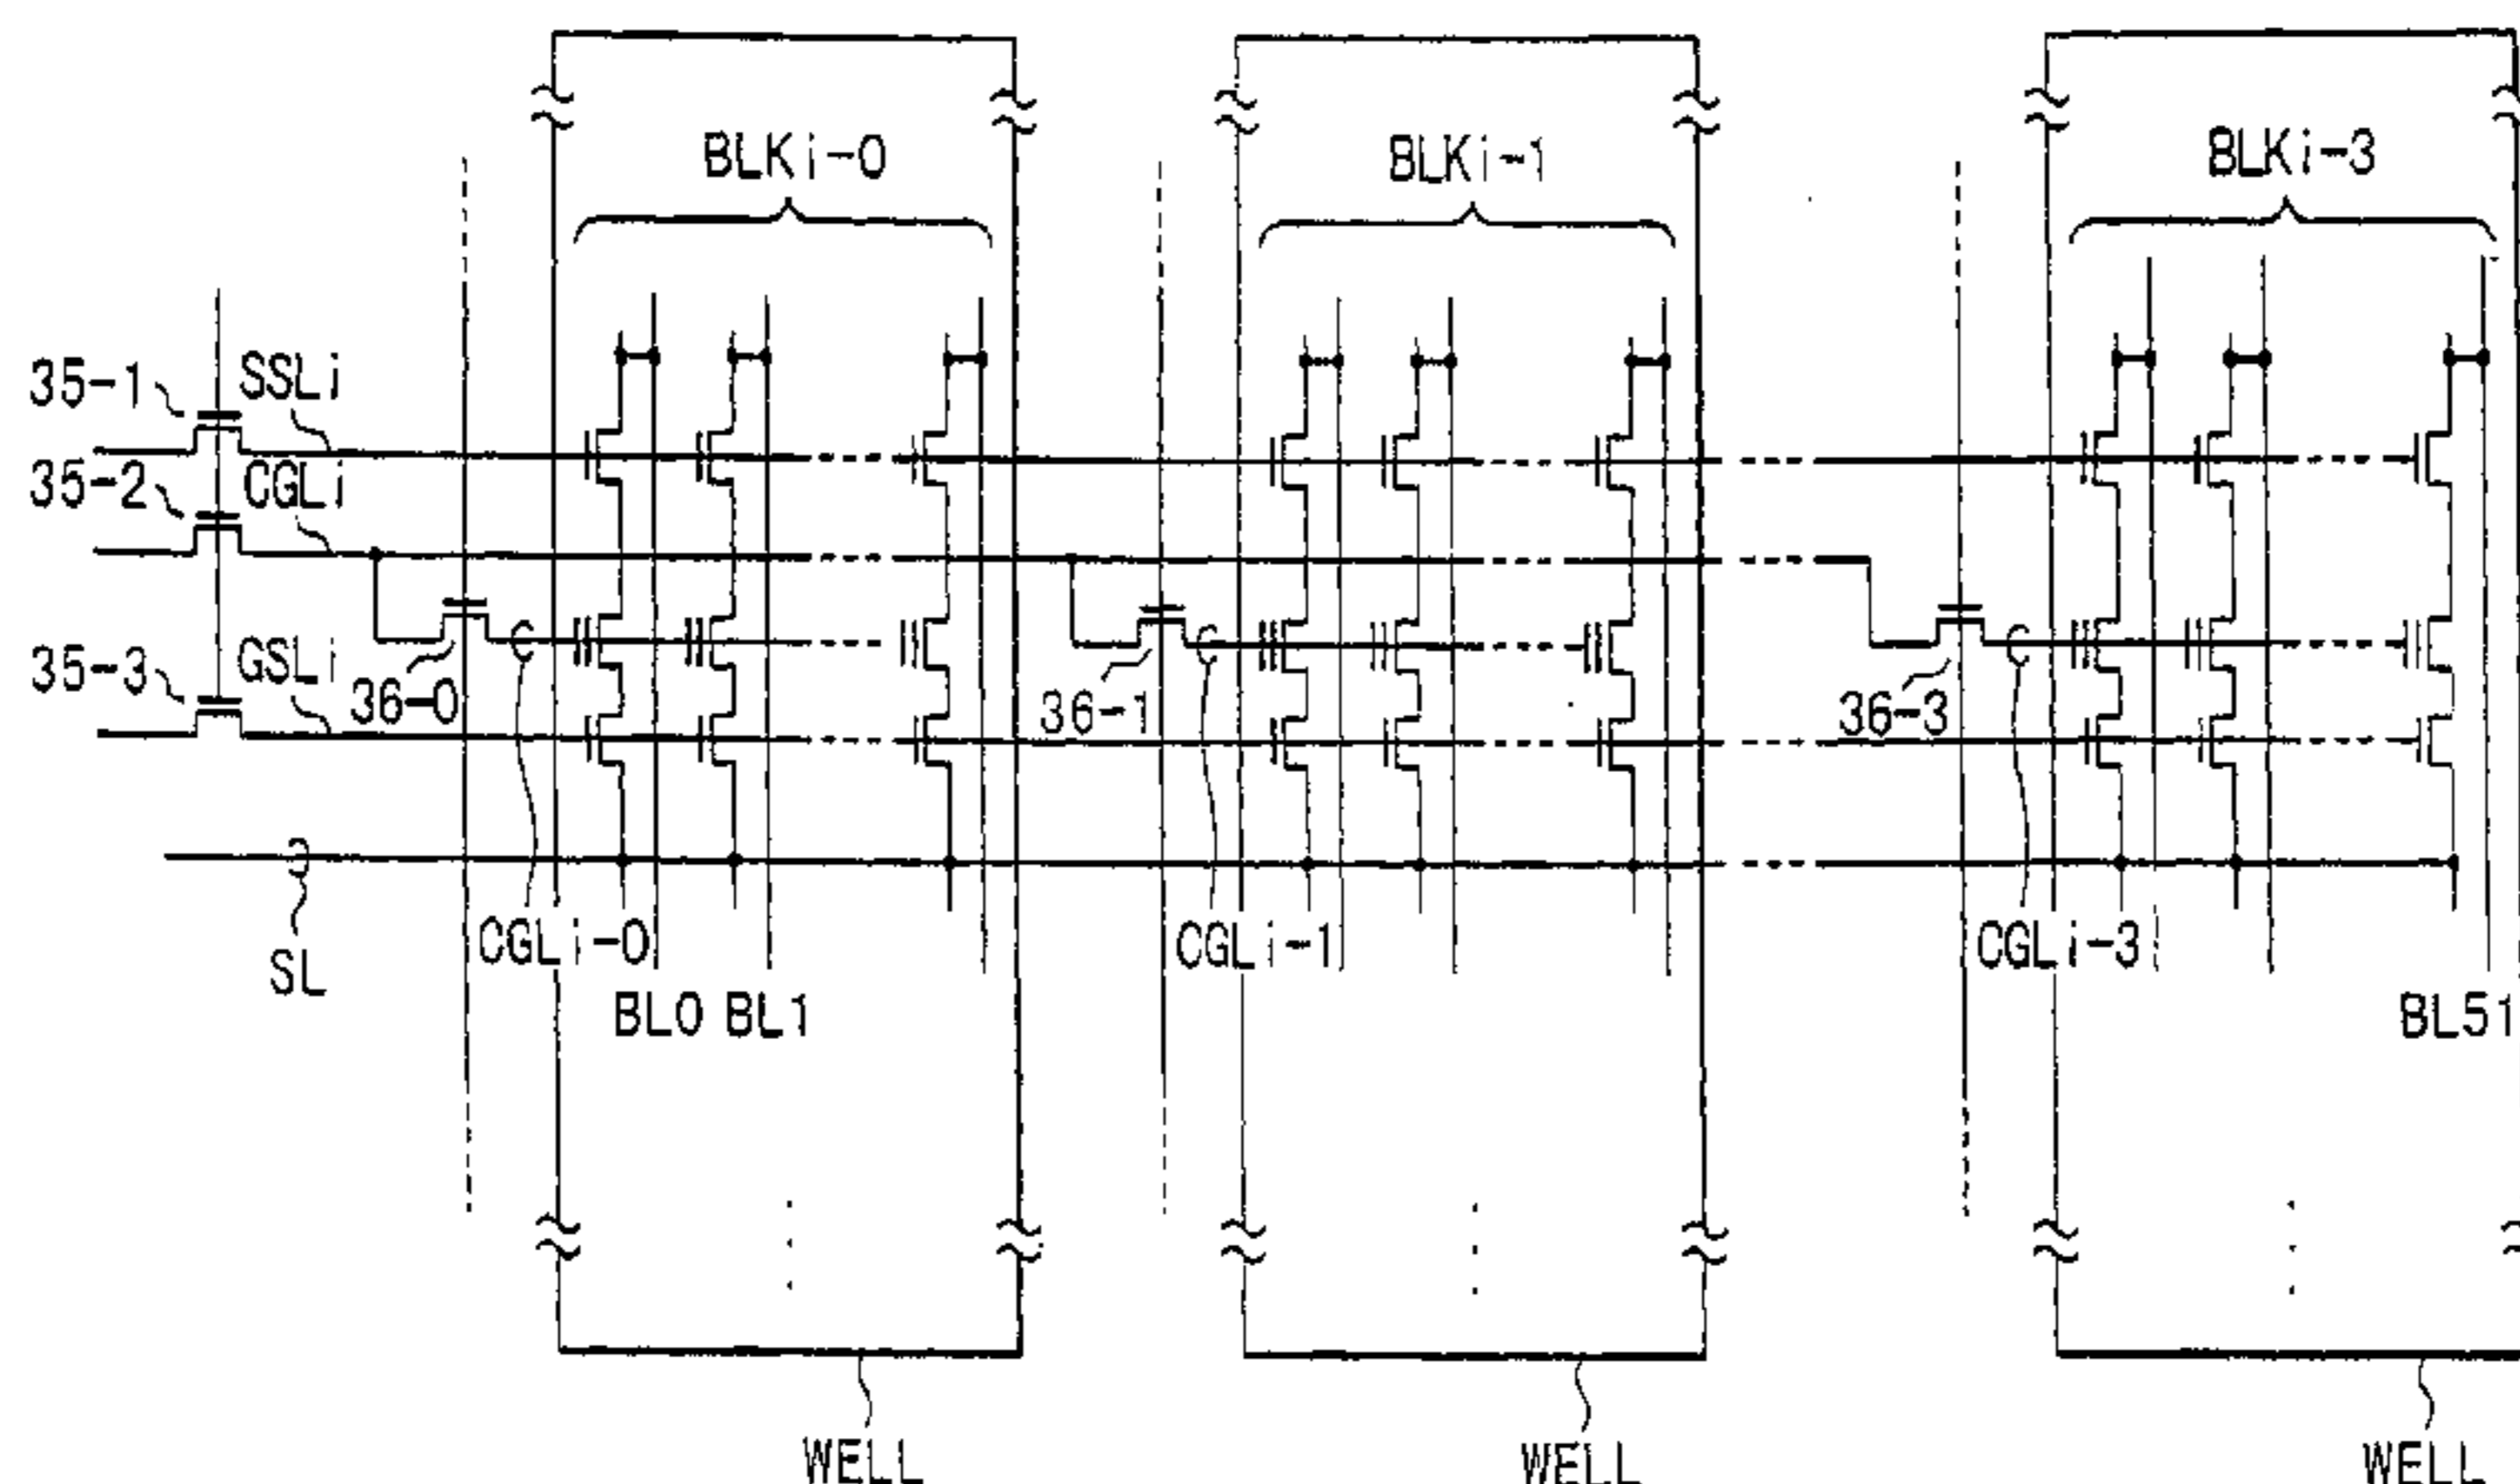 BLKi-0
BLKi-1
BLKi-3
35-1
SSLi
35-2
CGLi
35-3
GSLi
36-0
36-1
36-3
SL
CGLi-0
CGLi-1
CGLi-3
BL0 BL1
BL51
WELL
WELL
WELL